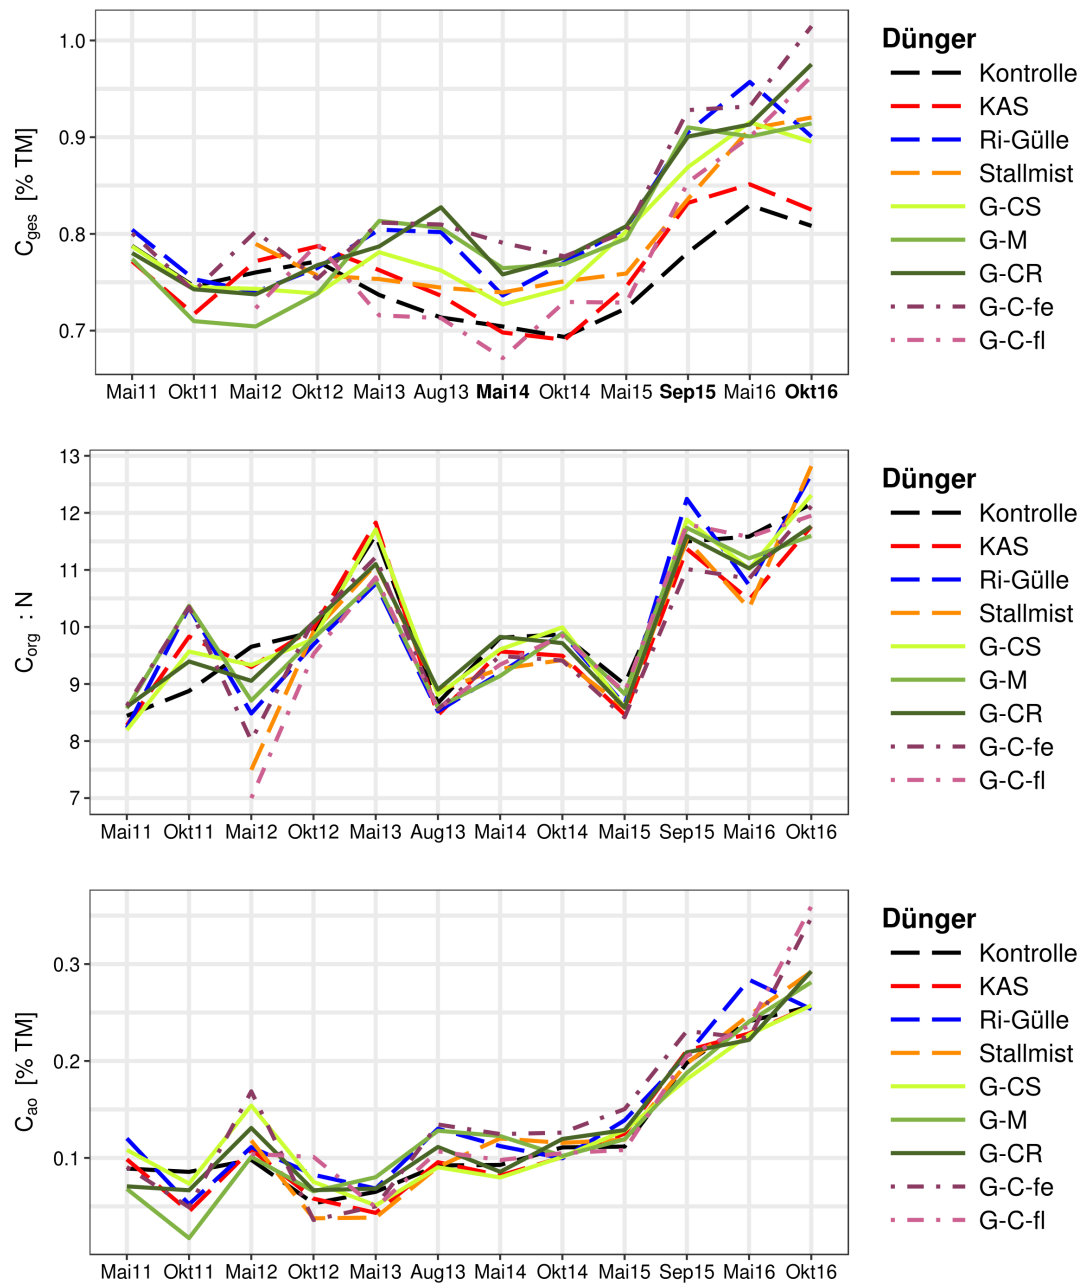 1.0
0.9
0.8
0.7
C_ges [% TM]
Mai11 Okt11 Mai12 Okt12 Mai13 Aug13 Mai14 Okt14 Mai15 Sep15 Mai16 Okt16
Dünger
Kontrolle
KAS
Ri-Gülle
Stallmist
G-CS
G-M
G-CR
G-C-fe
G-C-fl
13
12
11
10
9
8
7
C_org : N
Mai11 Okt11 Mai12 Okt12 Mai13 Aug13 Mai14 Okt14 Mai15 Sep15 Mai16 Okt16
Dünger
Kontrolle
KAS
Ri-Gülle
Stallmist
G-CS
G-M
G-CR
G-C-fe
G-C-fl
0.3
0.2
0.1
C_ao [% TM]
Mai11 Okt11 Mai12 Okt12 Mai13 Aug13 Mai14 Okt14 Mai15 Sep15 Mai16 Okt16
Dünger
Kontrolle
KAS
Ri-Gülle
Stallmist
G-CS
G-M
G-CR
G-C-fe
G-C-fl